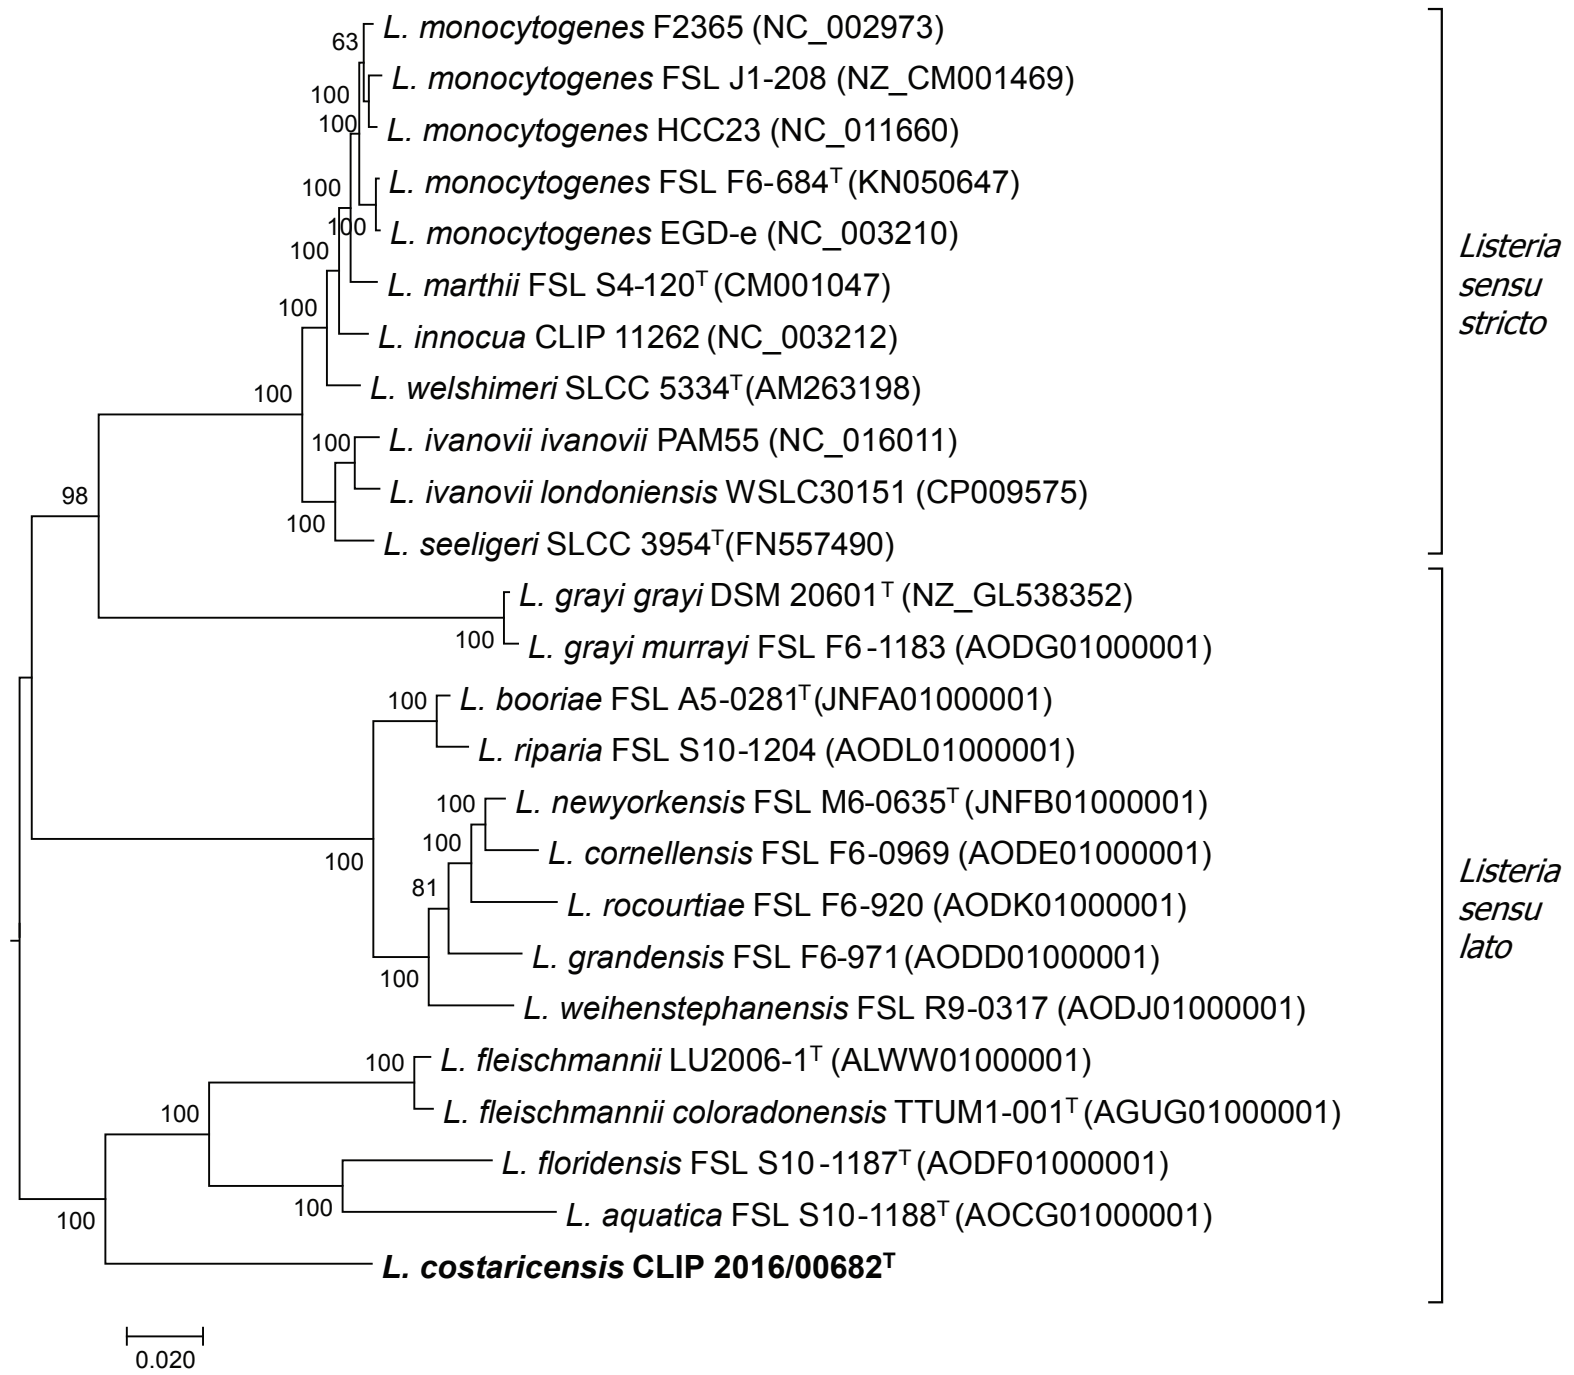 L. monocytogenes F2365 (NC_002973)
63
L. monocytogenes FSL J1-208 (NZ_CM001469)
100
100
L. monocytogenes HCC23 (NC_011660)
L. monocytogenes FSL F6-684T (KN050647)
100
100
L. monocytogenes EGD-e (NC_003210)
100
L. marthii FSL S4-120T (CM001047)
100
L. innocua CLIP 11262 (NC_003212)
L. welshimeri SLCC 5334T (AM263198)
100
100
L. ivanovii ivanovii PAM55 (NC_016011)
L. ivanovii londoniensis WSLC30151 (CP009575)
98
100
L. seeligeri SLCC 3954T (FN557490)
Listeria
sensu
stricto
L. grayi grayi DSM 20601T (NZ_GL538352)
100
L. grayi murrayi FSL F6-1183 (AODG01000001)
100
L. booriae FSL A5-0281T (JNFA01000001)
L. riparia FSL S10-1204 (AODL01000001)
100
L. newyorkensis FSL M6-0635T (JNFB01000001)
100
L. cornellensis FSL F6-0969 (AODE01000001)
100
81
L. rocourtiae FSL F6-920 (AODK01000001)
L. grandensis FSL F6-971 (AODD01000001)
100
L. weihenstephanensis FSL R9-0317 (AODJ01000001)
Listeria
sensu
lato
100
L. fleischmannii LU2006-1T (ALWW01000001)
100
L. fleischmannii coloradonensis TTUM1-001T (AGUG01000001)
L. floridensis FSL S10-1187T (AODF01000001)
100
100
L. aquatica FSL S10-1188T (AOCG01000001)
L. costaricensis CLIP 2016/00682T
0.020